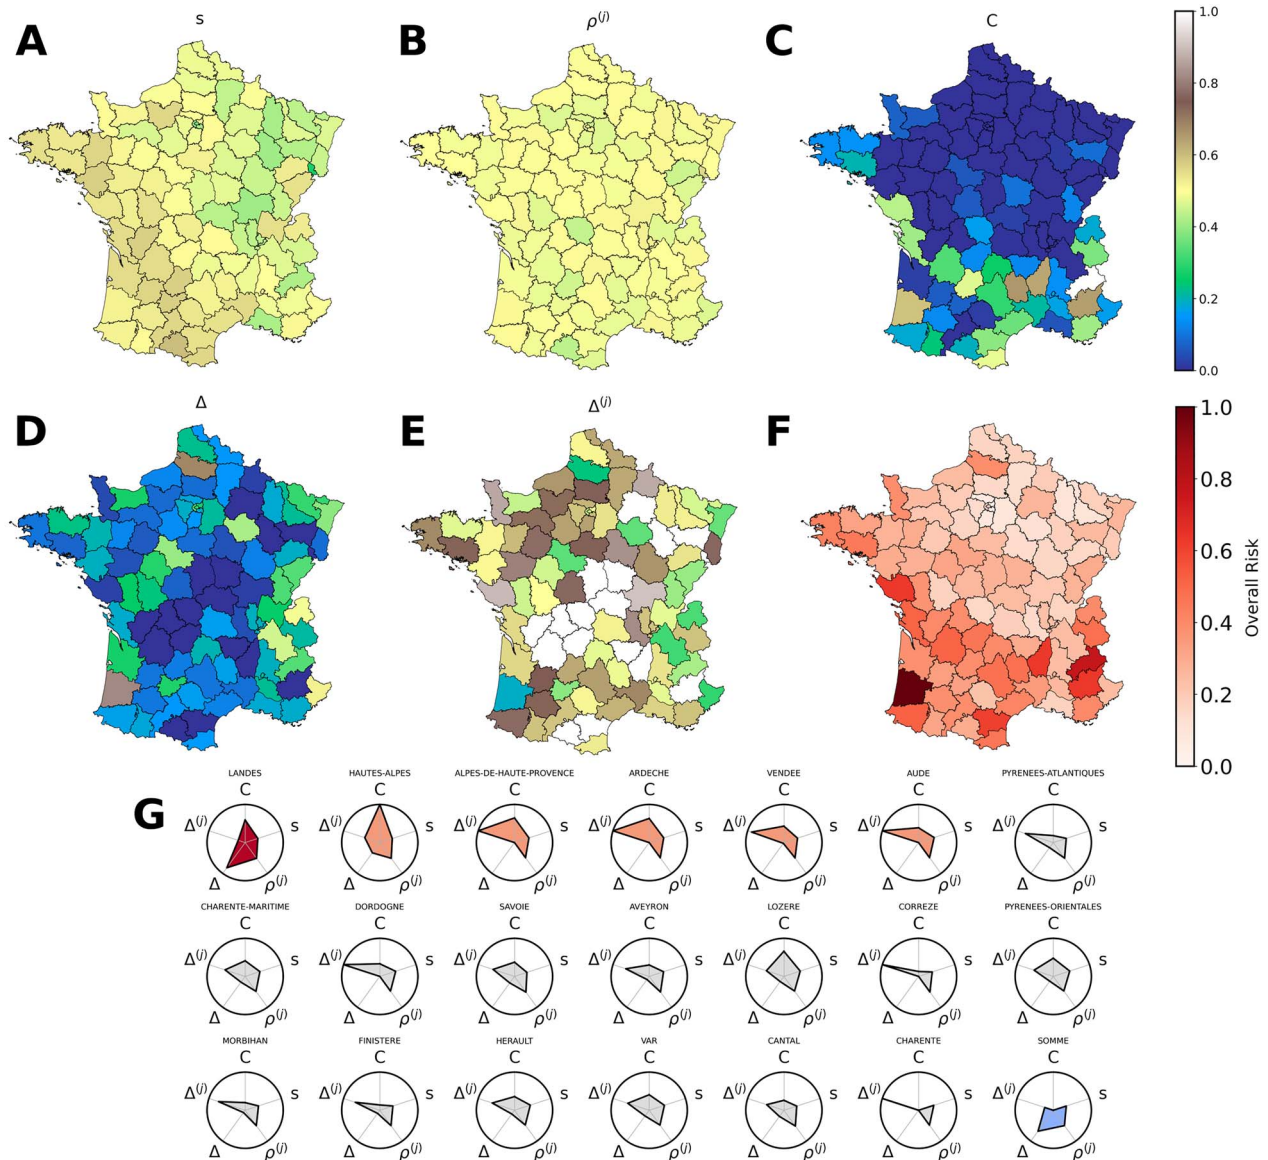 A
s
B
ρ(j)
C
C
1.0
0.8
0.6
0.4
0.2
0.0
D
Δ
E
Δ(j)
F
1.0
0.8
0.6
0.4
0.2
0.0
Overall Risk
G
LANDES
C
Δ(j)
s
Δ
ρ(j)
HAUTES-ALPES
C
Δ(j)
s
Δ
ρ(j)
ALPES-DE-HAUTE-PROVENCE
C
Δ(j)
s
Δ
ρ(j)
ARDECHE
C
Δ(j)
s
Δ
ρ(j)
VENDEE
C
Δ(j)
s
Δ
ρ(j)
AUDE
C
Δ(j)
s
Δ
ρ(j)
PYRENEES-ATLANTIQUES
C
Δ(j)
s
Δ
ρ(j)
CHARENTE-MARITIME
C
Δ(j)
s
Δ
ρ(j)
DORDOGNE
C
Δ(j)
s
Δ
ρ(j)
SAVOIE
C
Δ(j)
s
Δ
ρ(j)
AVEYRON
C
Δ(j)
s
Δ
ρ(j)
LOZERE
C
Δ(j)
s
Δ
ρ(j)
CORREZE
C
Δ(j)
s
Δ
ρ(j)
PYRENEES-ORIENTALES
C
Δ(j)
s
Δ
ρ(j)
MORBIHAN
C
Δ(j)
s
Δ
ρ(j)
FINISTERE
C
Δ(j)
s
Δ
ρ(j)
HERAULT
C
Δ(j)
s
Δ
ρ(j)
VAR
C
Δ(j)
s
Δ
ρ(j)
CANTAL
C
Δ(j)
s
Δ
ρ(j)
CHARENTE
C
Δ(j)
s
Δ
ρ(j)
SOMME
C
Δ(j)
s
Δ
ρ(j)